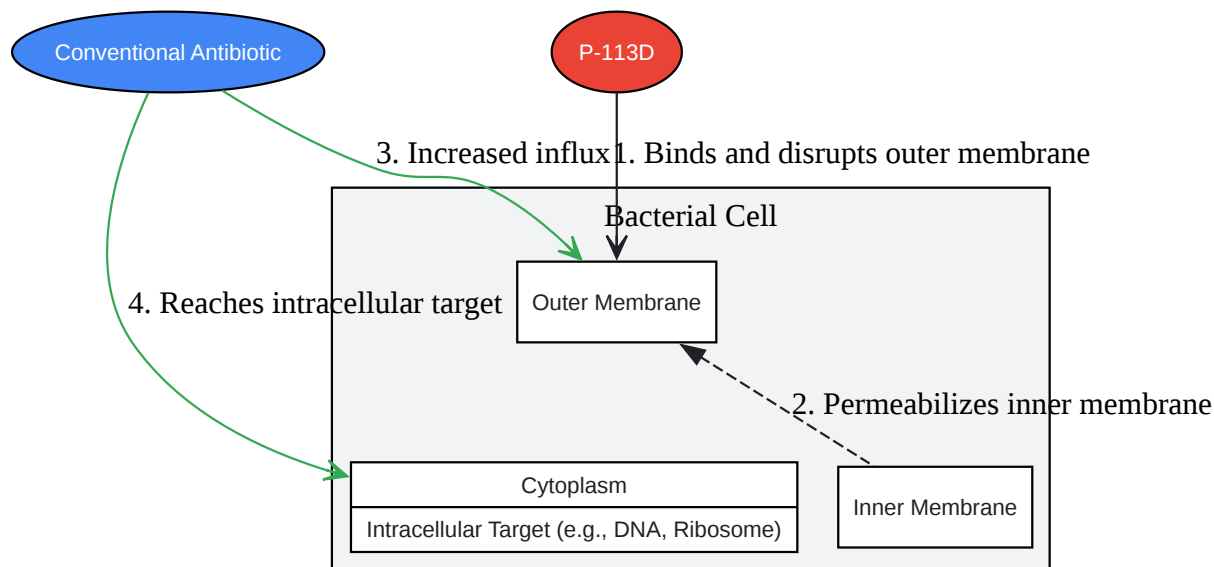 Conventional Antibiotic
P-113D
3. Increased influx
1. Binds and disrupts outer membrane
Bacterial Cell
Outer Membrane
4. Reaches intracellular target
2. Permeabilizes inner membrane
Cytoplasm
Intracellular Target (e.g., DNA, Ribosome)
Inner Membrane